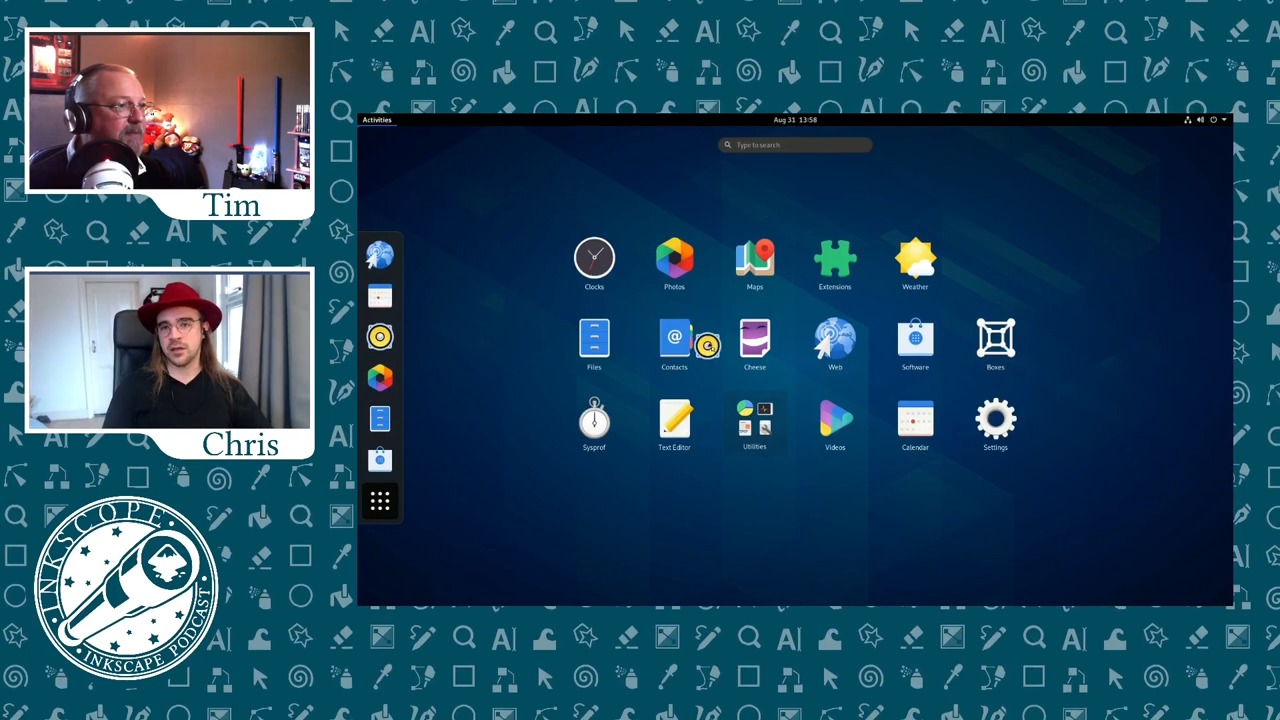 Tim
Chris
INKSCOPE
INKSCAPE PODCAST
Activities
Aug 31 13:58
Type to search
Clocks
Photos
Maps
Extensions
Weather
Files
Contacts
Cheese
Web
Software
Boxes
Sysprof
Text Editor
Utilities
Videos
Calendar
Settings